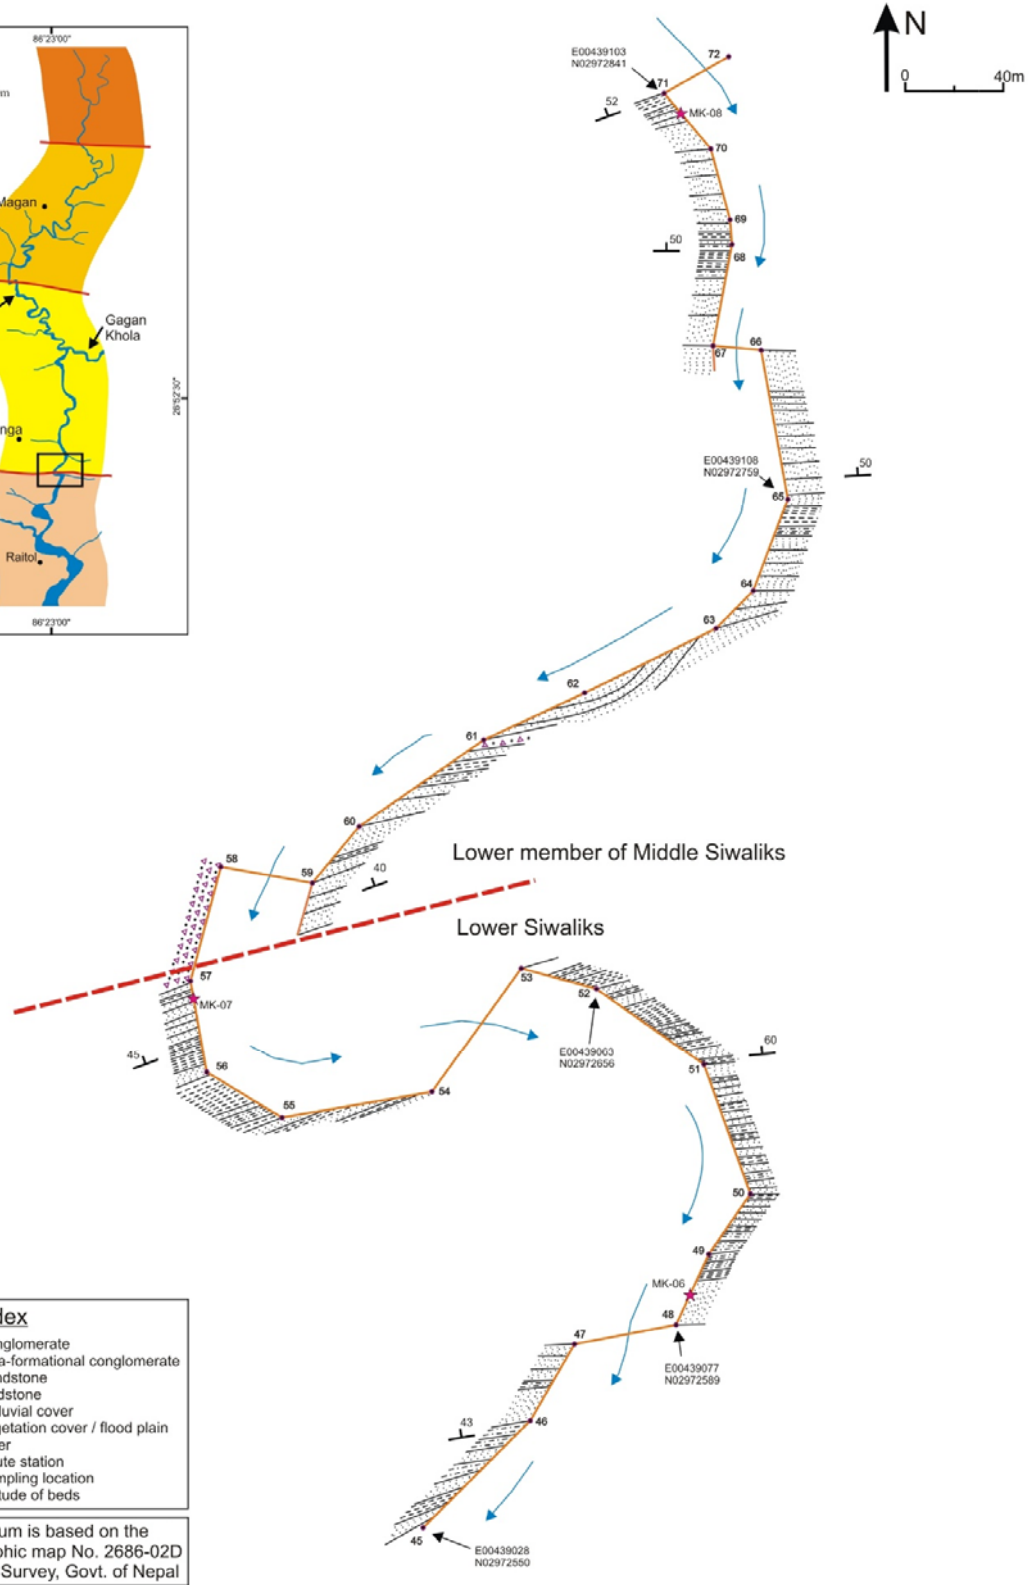 86°23'00"
m
Magan
Gagan
Khola
26°52'30"
nga
Raitol
86°23'00"
N
0 40m
E00439103
N02972841
72
71
52
MK-08
70
69
50
68
67
66
E00439108
N02972759
50
65
64
63
62
61
60
58
59
40
Lower member of Middle Siwaliks
Lower Siwaliks
57
MK-07
53
52
45
56
E00439063
N02972656
60
51
55
54
50
49
MK-06
48
47
E00439077
N02972589
43
46
45
E00439028
N02972550
dex
nglomerate
a-formational conglomerate
ndstone
dstone
luvial cover
getation cover / flood plain
er
ute station
mpling location
tude of beds
um is based on the
phic map No. 2686-02D
Survey, Govt. of Nepal